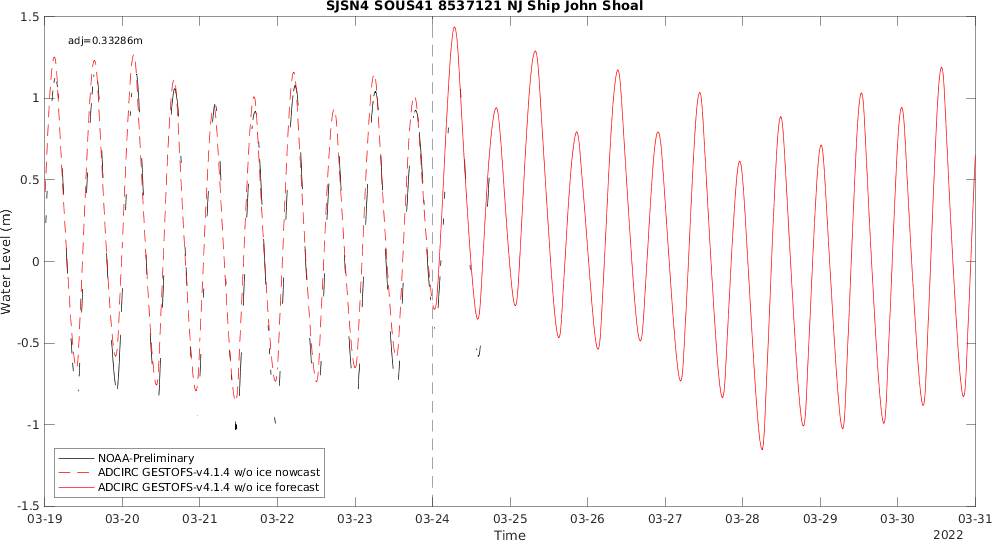 SJSN4 SOUS41 8537121 NJ Ship John Shoal
adj=0.33286m
1.5
1
0.5
0
-0.5
-1
-1.5
Water Level (m)
NOAA-Preliminary
ADCIRC GESTOFS-v4.1.4 w/o ice nowcast
ADCIRC GESTOFS-v4.1.4 w/o ice forecast
03-19 03-20 03-21 03-22 03-23 03-24 03-25 03-26 03-27 03-28 03-29 03-30 03-31
Time
2022